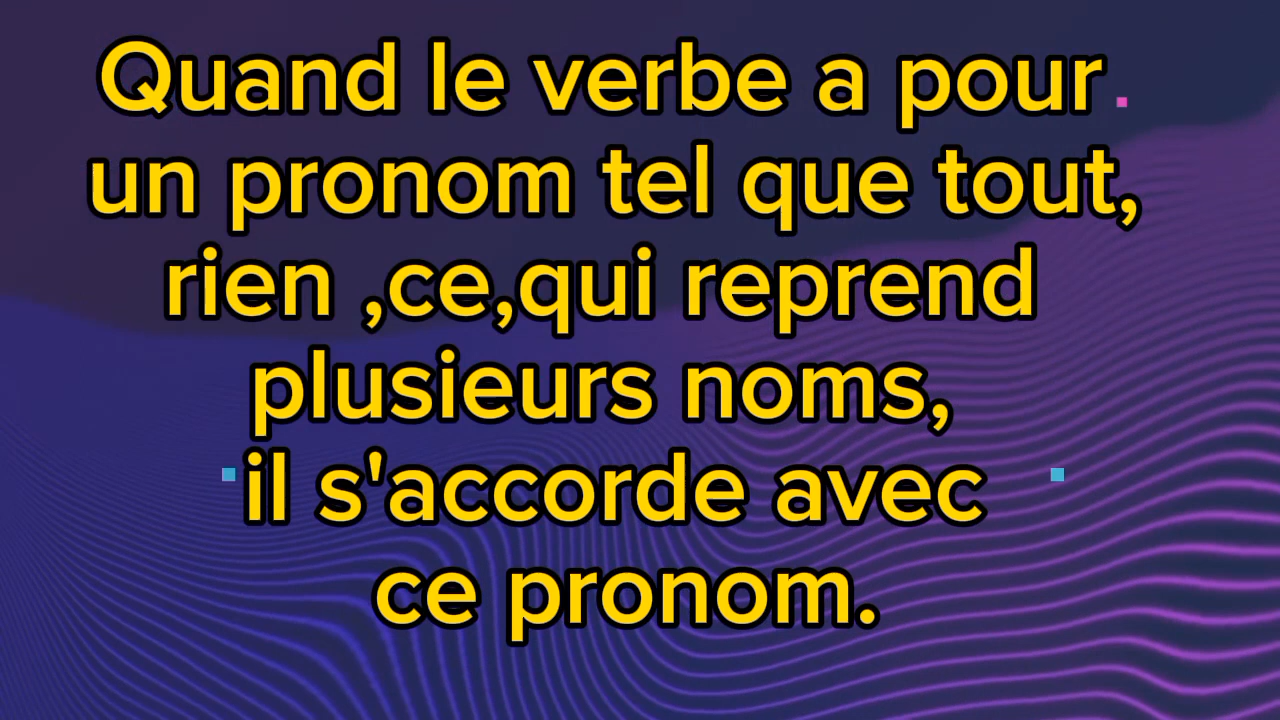 Quand le verbe a pour
un pronom tel que tout,
rien ,ce,qui reprend
plusieurs noms,
il s'accorde avec
ce pronom.